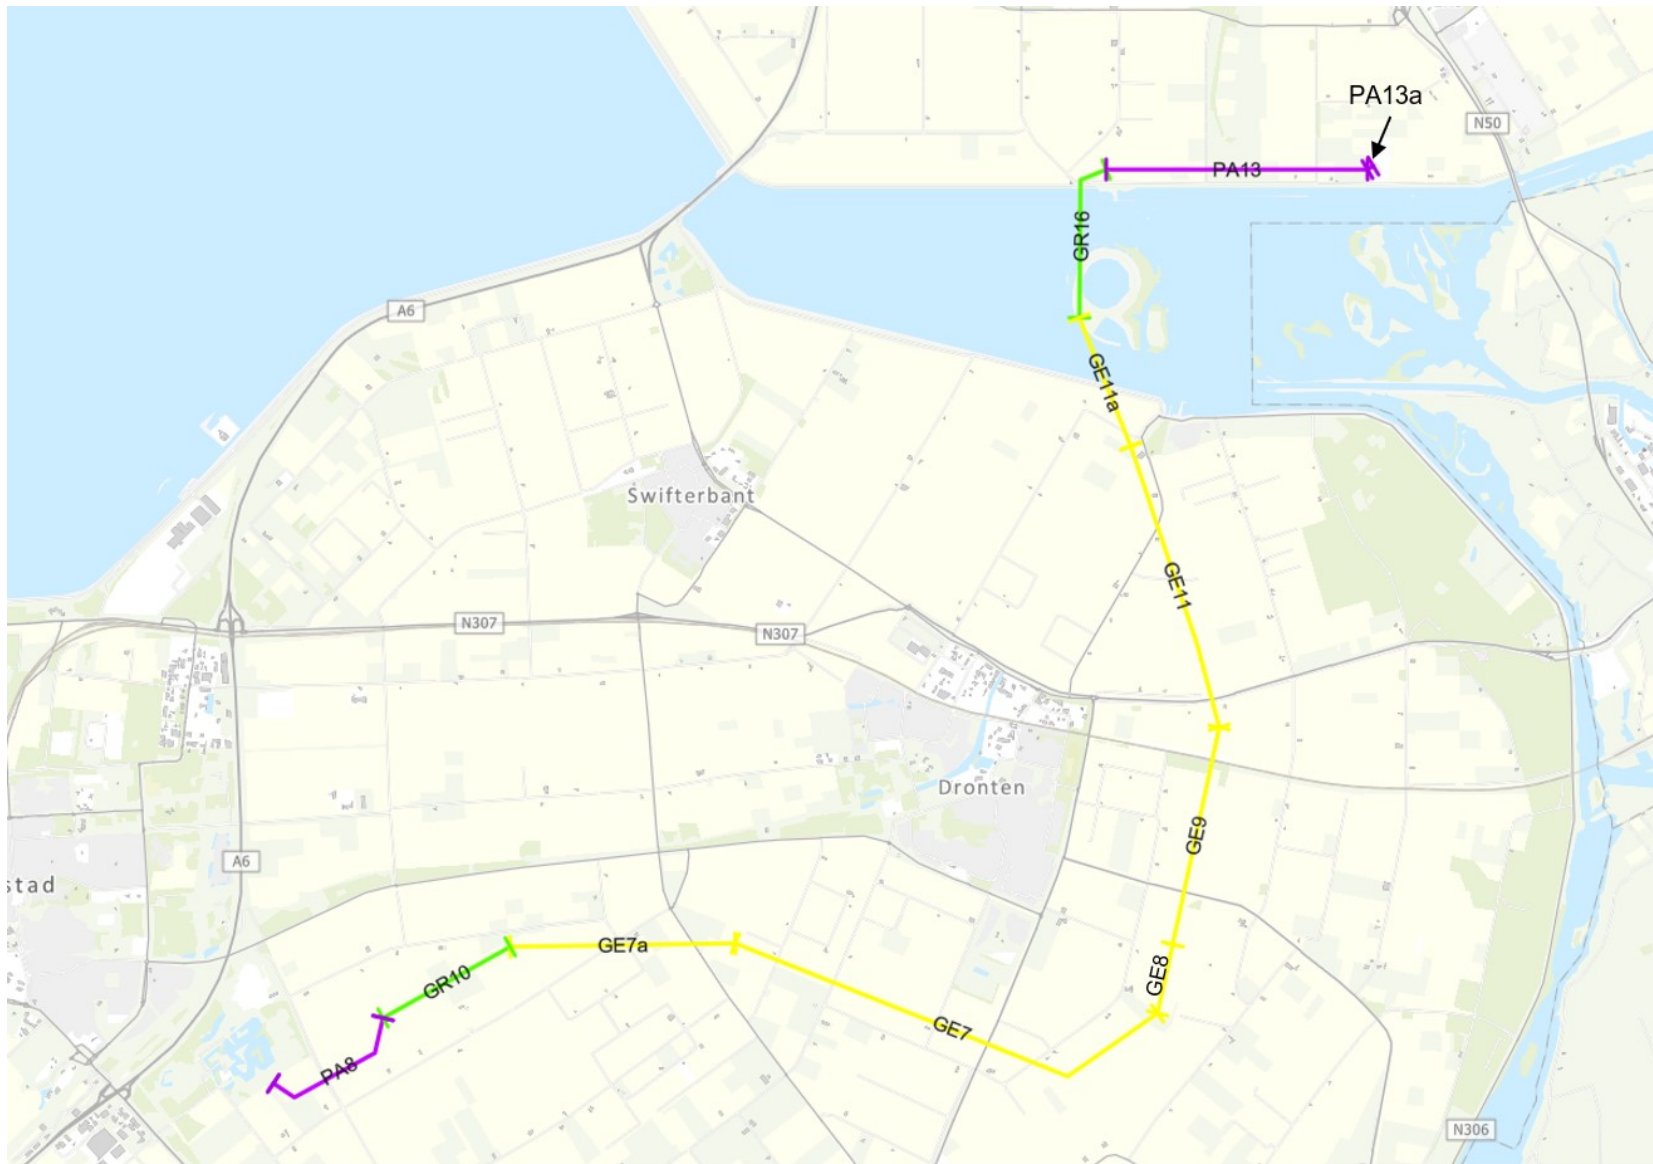 PA13a
N50
PA13
GR16
A6
GE11a
Swifterbant
GE11
N307
N307
Dronten
GE9
A6
stad
GE7a
GE8
GR10
GE7
PA8
N306